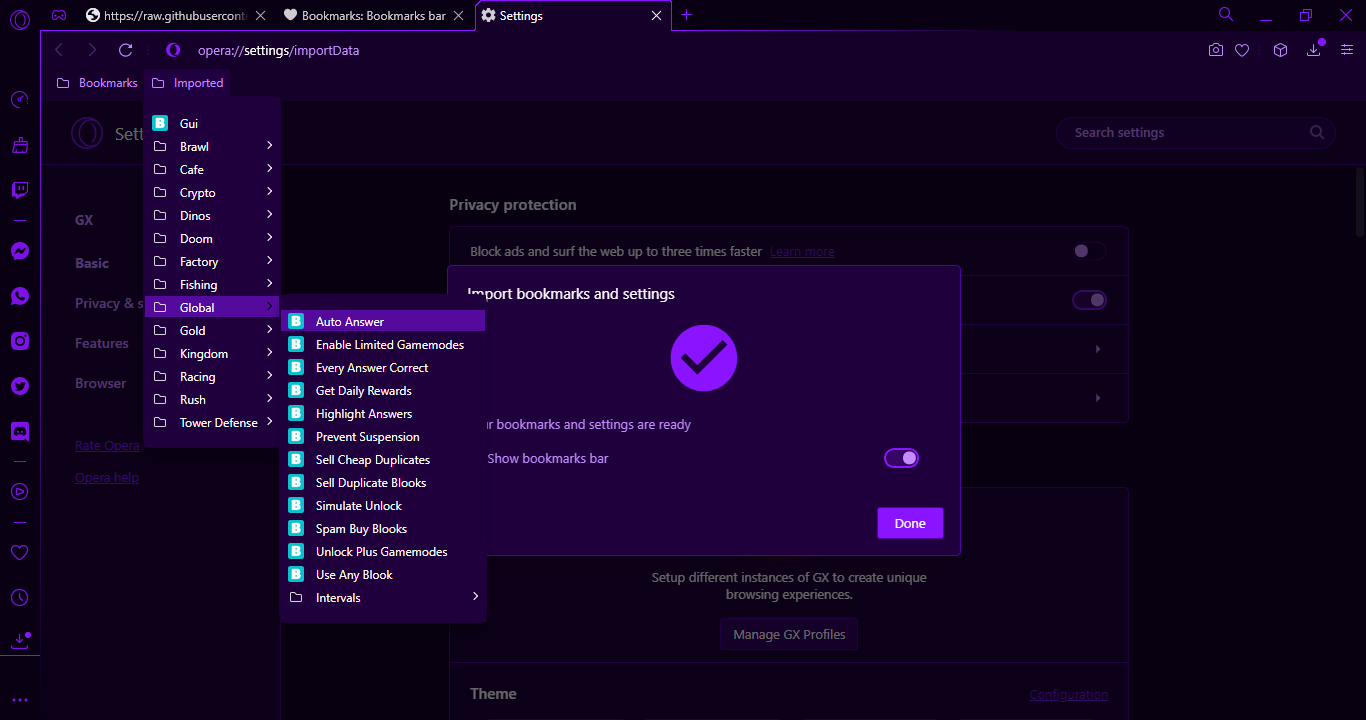 https://raw.githubuserconte
Bookmarks: Bookmarks bar
Settings
opera://settings/importData
Bookmarks
Imported
Sett
Search settings
GX
Basic
Privacy & s
Features
Browser
Rate Opera
Opera help
B Gui
Brawl
Cafe
Crypto
Dinos
Doom
Factory
Fishing
Global
Gold
Kingdom
Racing
Rush
Tower Defense
B Auto Answer
B Enable Limited Gamemodes
B Every Answer Correct
B Get Daily Rewards
B Highlight Answers
B Prevent Suspension
B Sell Cheap Duplicates
B Sell Duplicate Blooks
B Simulate Unlock
B Spam Buy Blooks
B Unlock Plus Gamemodes
B Use Any Blook
Intervals
Privacy protection
Block ads and surf the web up to three times faster Learn more
Import bookmarks and settings
ur bookmarks and settings are ready
Show bookmarks bar
Done
Setup different instances of GX to create unique
browsing experiences.
Manage GX Profiles
Theme
Configuration